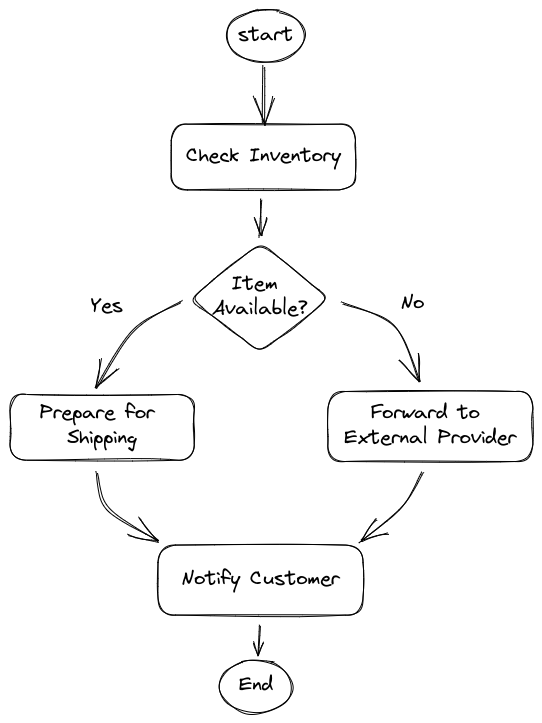 start
Check Inventory
Item
Available?
Yes
No
Prepare for
Shipping
Forward to
External Provider
Notify Customer
End